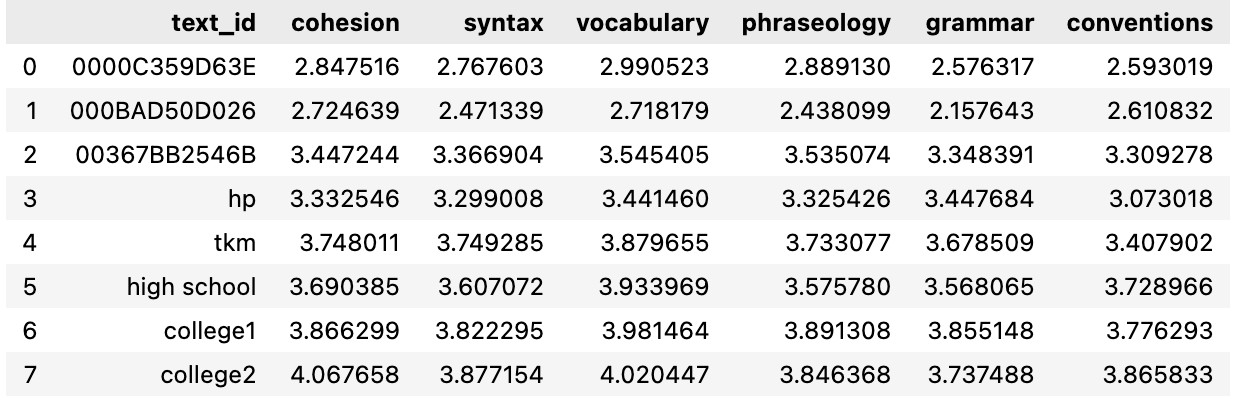 text_id cohesion syntax vocabulary phraseology grammar conventions
0 0000C359D63E 2.847516 2.767603 2.990523 2.889130 2.576317 2.593019
1 000BAD50D026 2.724639 2.471339 2.718179 2.438099 2.157643 2.610832
2 00367BB2546B 3.447244 3.366904 3.545405 3.535074 3.348391 3.309278
3 hp 3.332546 3.299008 3.441460 3.325426 3.447684 3.073018
4 tkm 3.748011 3.749285 3.879655 3.733077 3.678509 3.407902
5 high school 3.690385 3.607072 3.933969 3.575780 3.568065 3.728966
6 college1 3.866299 3.822295 3.981464 3.891308 3.855148 3.776293
7 college2 4.067658 3.877154 4.020447 3.846368 3.737488 3.865833